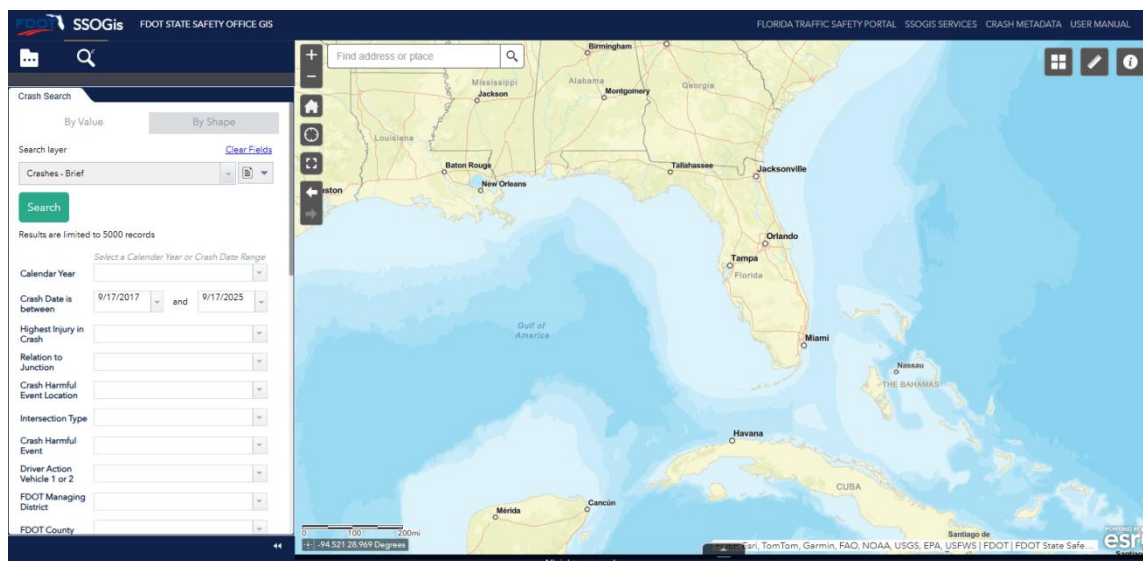 FDOT SSOGis FDOT STATE SAFETY OFFICE GIS
FLORIDA TRAFFIC SAFETY PORTAL SSOGIS SERVICES CRASH METADATA USER MANUAL
Crash Search
By Value By Shape
Search layer Clear Fields
Crashes - Brief
Search
Results are limited to 5000 records
Select a Calendar Year or Crash Date Range
Calendar Year
Crash Date is
between
9/17/2017 and 9/17/2025
Highest Injury in
Crash
Relation to
Junction
Crash Harmful
Event Location
Intersection Type
Crash Harmful
Event
Driver Action
Vehicle 1 or 2
FDOT Managing
District
FDOT County
Find address or place
Birmingham
Mississippi
Alabama
Georgia
Jackson
Montgomery
Louisiana
Baton Rouge
Tallahassee
Jacksonville
New Orleans
ston
Orlando
Tampa
Florida
Gulf of
America
Miami
Nassau
THE BAHAMAS
Havana
CUBA
Cancún
Mérida
Santiago de
0 100 200mi
-94.521 28.969 Degrees
Esri, TomTom, Garmin, FAO, NOAA, USGS, EPA, USFWS | FDOT | FDOT State Safe...
POWERED BY
esri